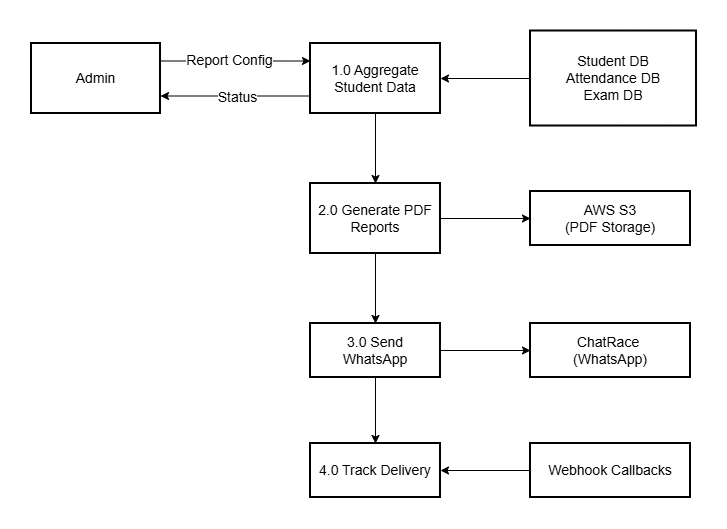 Admin
Report Config
Status
1.0 Aggregate
Student Data
Student DB
Attendance DB
Exam DB
2.0 Generate PDF
Reports
AWS S3
(PDF Storage)
3.0 Send
WhatsApp
ChatRace
(WhatsApp)
4.0 Track Delivery
Webhook Callbacks